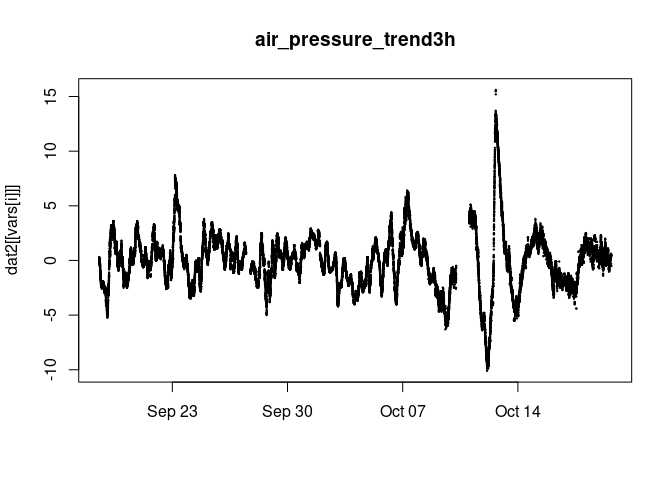 air_pressure_trend3h
dat2[[vars[i]]]
15
10
5
0
-5
-10
Sep 23
Sep 30
Oct 07
Oct 14